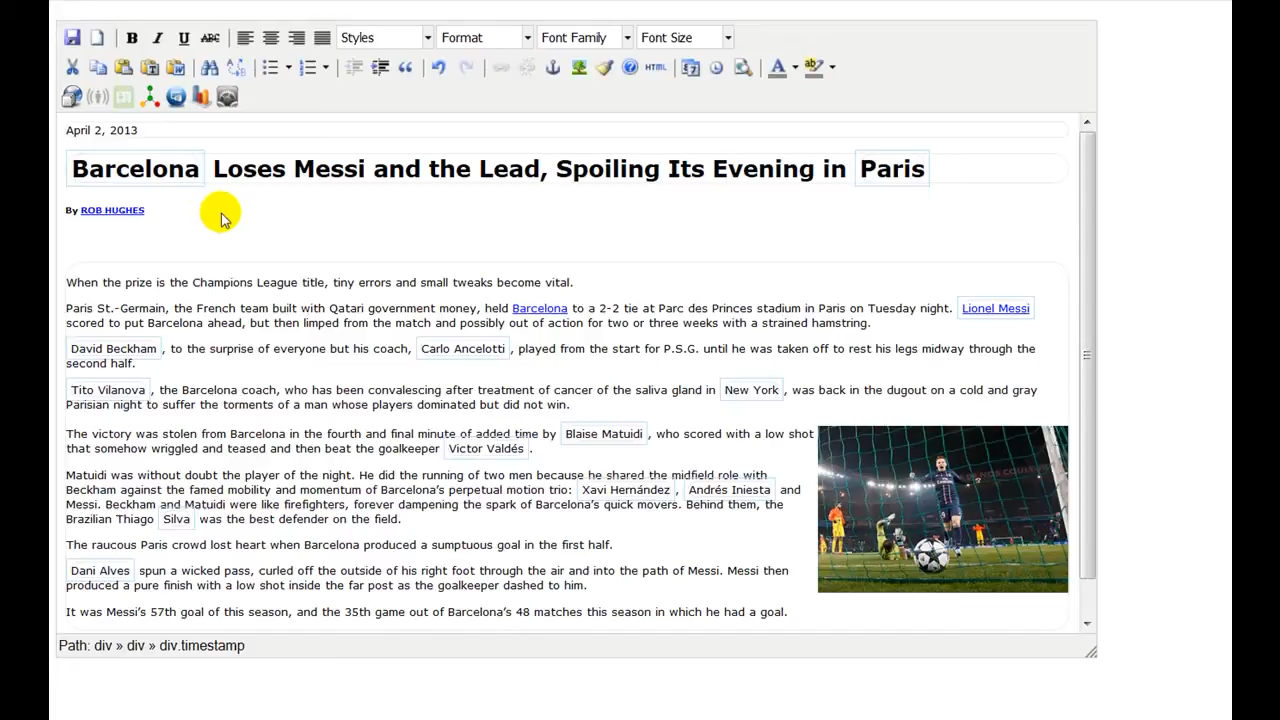 B I U ABC Styles Format Font Family Font Size
HTML A ab
April 2, 2013
Barcelona Loses Messi and the Lead, Spoiling Its Evening in Paris
By ROB HUGHES
When the prize is the Champions League title, tiny errors and small tweaks become vital.
Paris St.-Germain, the French team built with Qatari government money, held Barcelona to a 2-2 tie at Parc des Princes stadium in Paris on Tuesday night. Lionel Messi
scored to put Barcelona ahead, but then limped from the match and possibly out of action for two or three weeks with a strained hamstring.
David Beckham , to the surprise of everyone but his coach, Carlo Ancelotti , played from the start for P.S.G. until he was taken off to rest his legs midway through the
second half.
Tito Vilanova , the Barcelona coach, who has been convalescing after treatment of cancer of the saliva gland in New York , was back in the dugout on a cold and gray
Parisian night to suffer the torments of a man whose players dominated but did not win.
The victory was stolen from Barcelona in the fourth and final minute of added time by Blaise Matuidi , who scored with a low shot
that somehow wriggled and teased and then beat the goalkeeper Victor Valdés .
Matuidi was without doubt the player of the night. He did the running of two men because he shared the midfield role with
Beckham against the famed mobility and momentum of Barcelona's perpetual motion trio: Xavi Hernández , Andrés Iniesta and
Messi. Beckham and Matuidi were like firefighters, forever dampening the spark of Barcelona's quick movers. Behind them, the
Brazilian Thiago Silva was the best defender on the field.
The raucous Paris crowd lost heart when Barcelona produced a sumptuous goal in the first half.
Dani Alves spun a wicked pass, curled off the outside of his right foot through the air and into the path of Messi. Messi then
produced a pure finish with a low shot inside the far post as the goalkeeper dashed to him.
It was Messi's 57th goal of this season, and the 35th game out of Barcelona's 48 matches this season in which he had a goal.
Path: div » div » div.timestamp